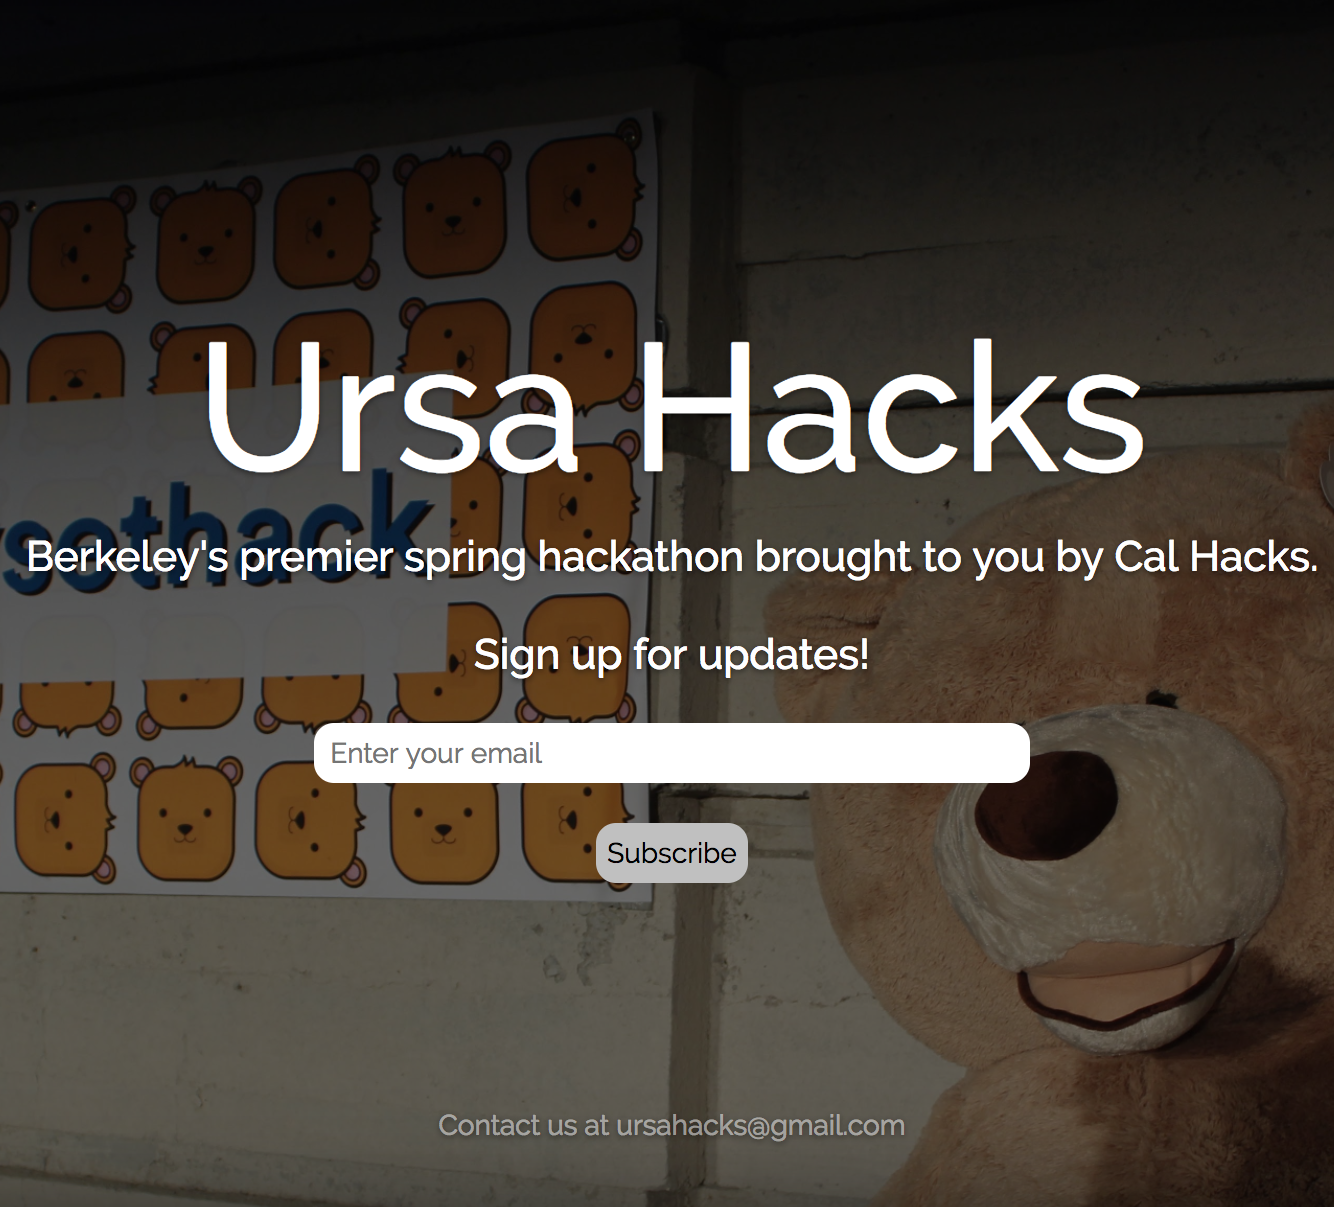 Ursa Hacks
sothack
Berkeley's premier spring hackathon brought to you by Cal Hacks.
Sign up for updates!
Enter your email
Subscribe
Contact us at ursahacks@gmail.com